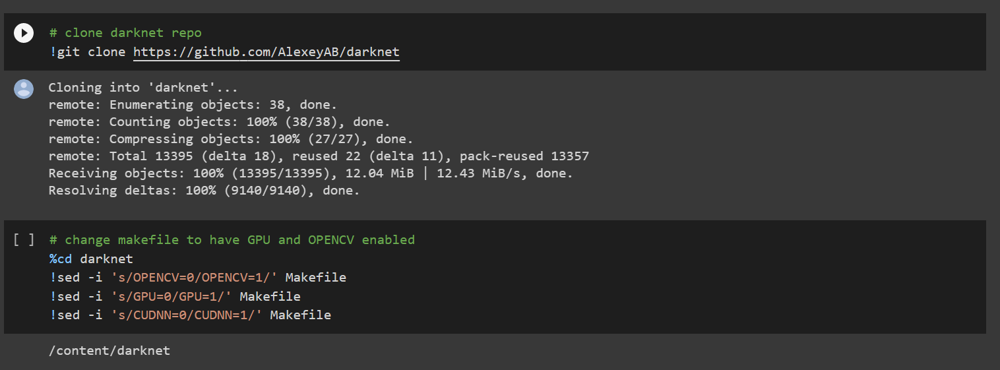 # clone darknet repo
!git clone https://github.com/AlexeyAB/darknet
Cloning into 'darknet'...
remote: Enumerating objects: 38, done.
remote: Counting objects: 100% (38/38), done.
remote: Compressing objects: 100% (27/27), done.
remote: Total 13395 (delta 18), reused 22 (delta 11), pack-reused 13357
Receiving objects: 100% (13395/13395), 12.04 MiB | 12.43 MiB/s, done.
Resolving deltas: 100% (9140/9140), done.
[ ] # change makefile to have GPU and OPENCV enabled
%cd darknet
!sed -i 's/OPENCV=0/OPENCV=1/' Makefile
!sed -i 's/GPU=0/GPU=1/' Makefile
!sed -i 's/CUDNN=0/CUDNN=1/' Makefile
/content/darknet